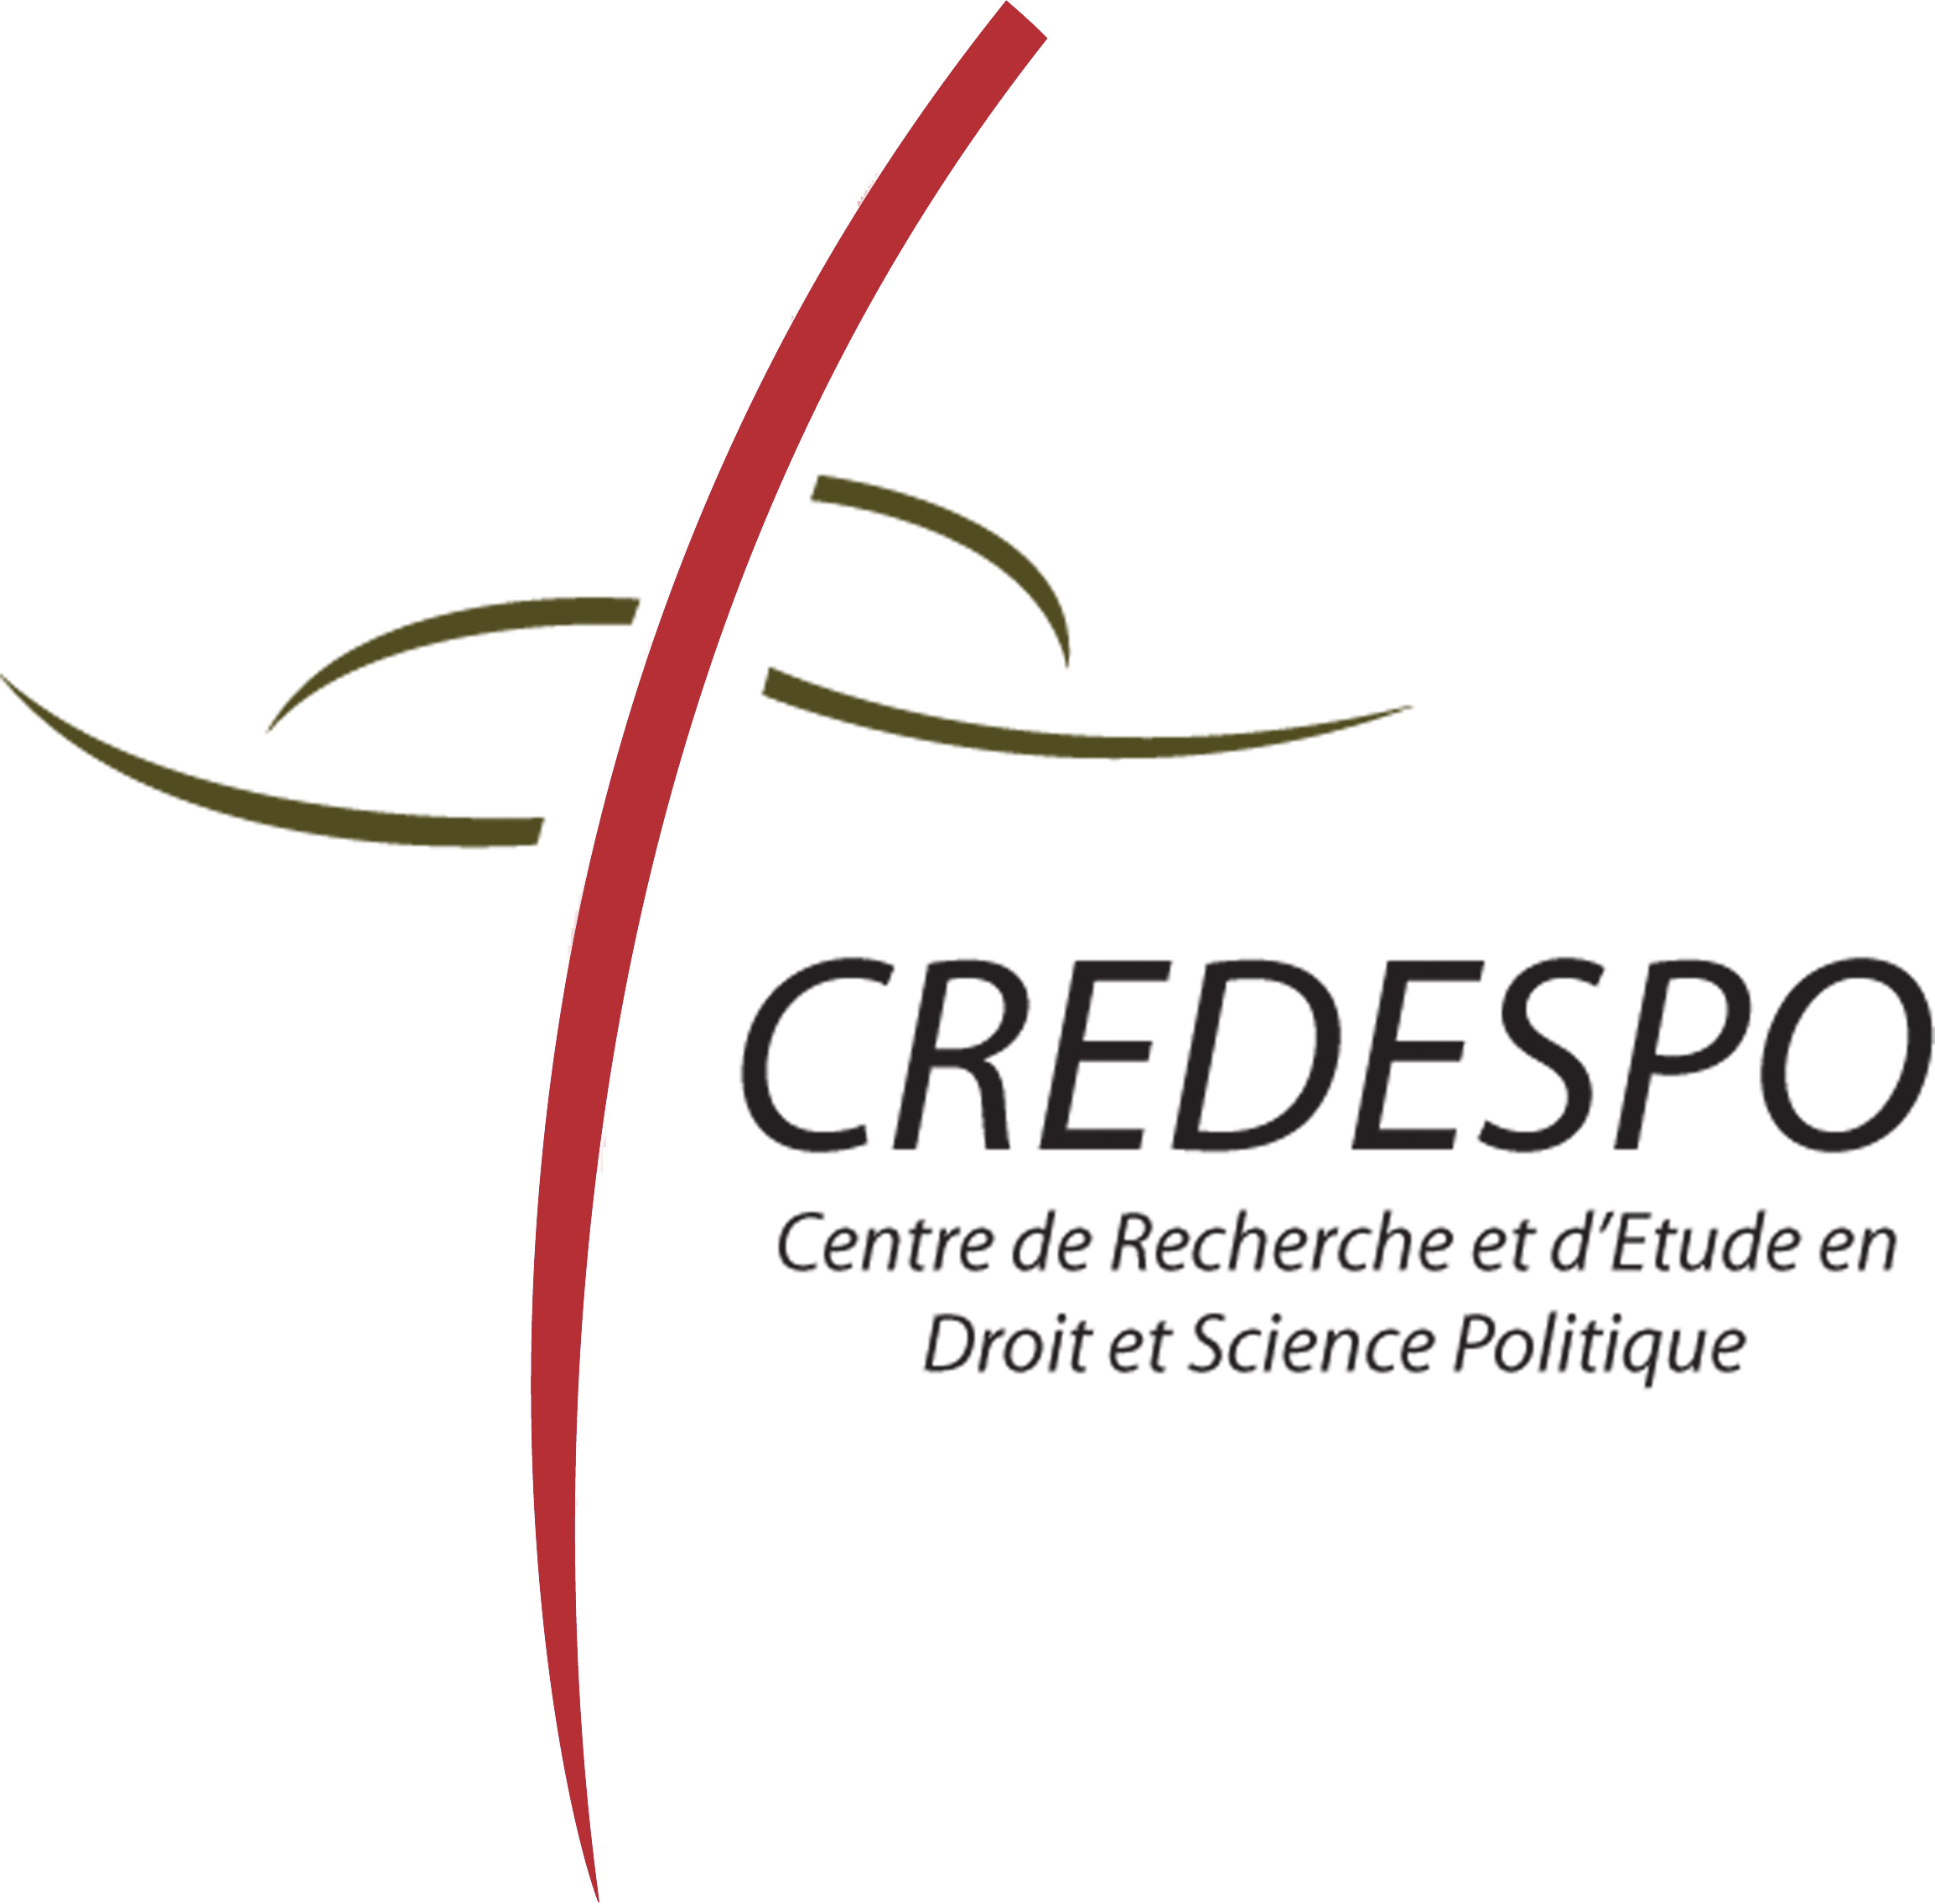 CREDESPO
Centre de Recherche et d’Etude en
Droit et Science Politique